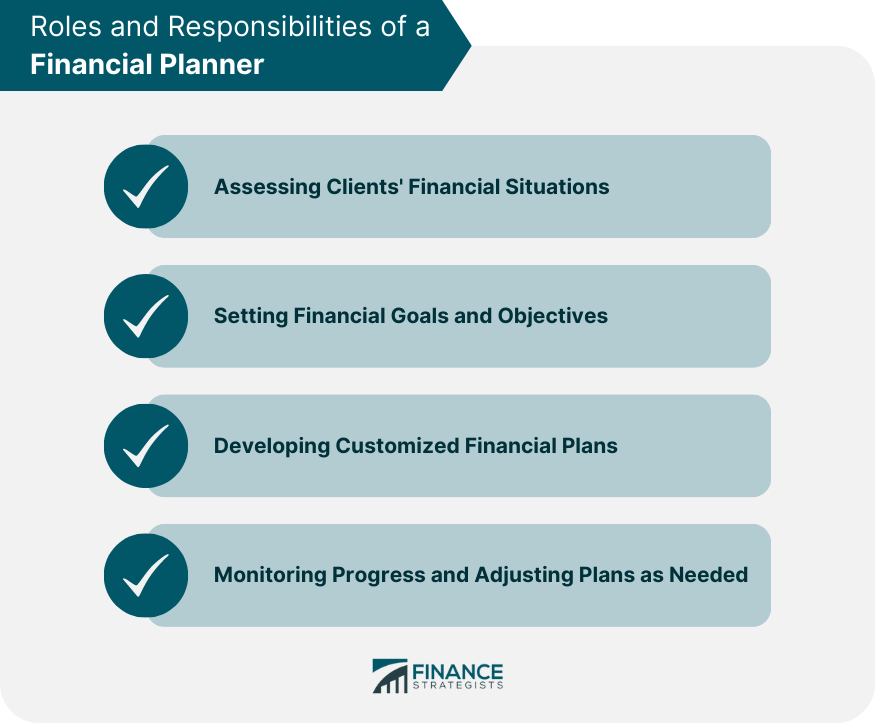 Roles and Responsibilities of a
Financial Planner
Assessing Clients' Financial Situations
Setting Financial Goals and Objectives
Developing Customized Financial Plans
Monitoring Progress and Adjusting Plans as Needed
FINANCE
STRATEGISTS